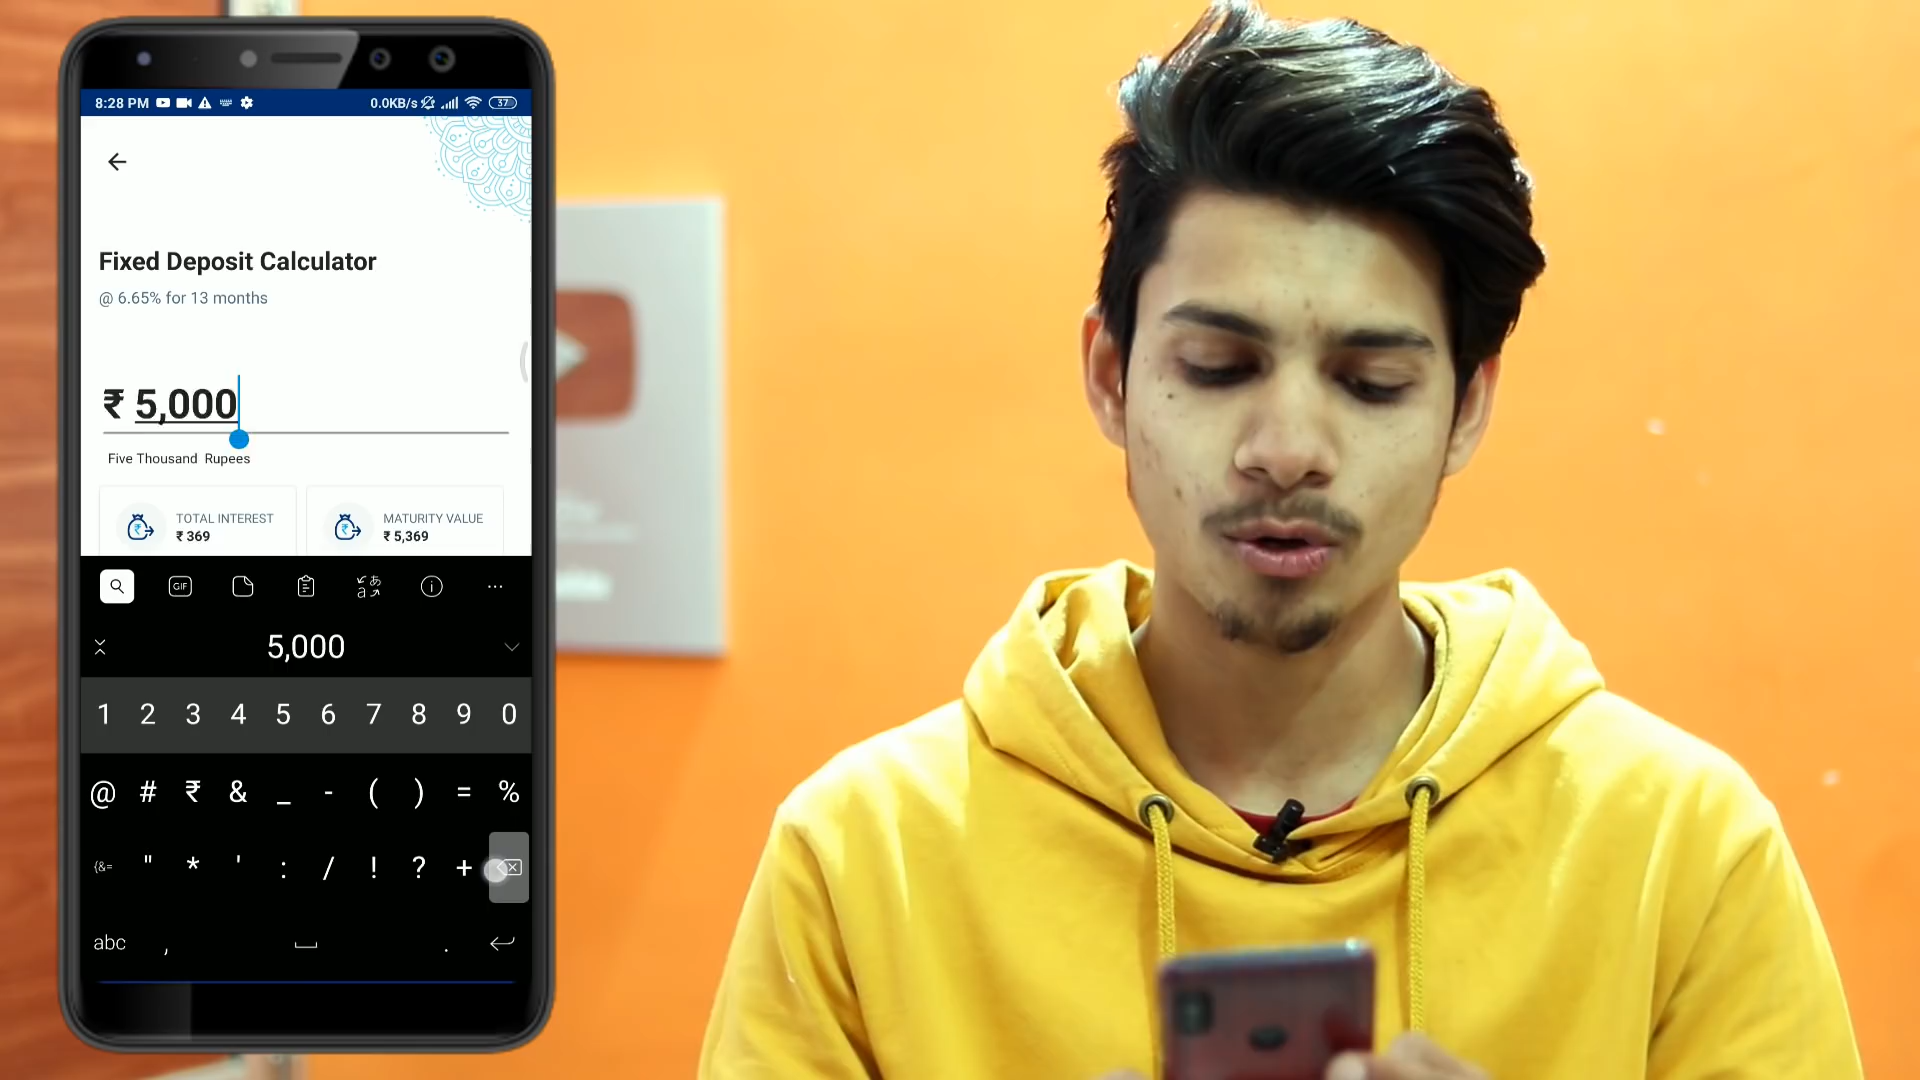 8:28 PM
0.0KB/s
37
Fixed Deposit Calculator
@ 6.65% for 13 months
₹ 5,000
Five Thousand Rupees
TOTAL INTEREST
₹ 369
MATURITY VALUE
₹ 5,369
GIF
あ
a
5,000
1 2 3 4 5 6 7 8 9 0
@ # ₹ & _ - ( ) = %
{&= " * ' : / ! ? +
abc , .